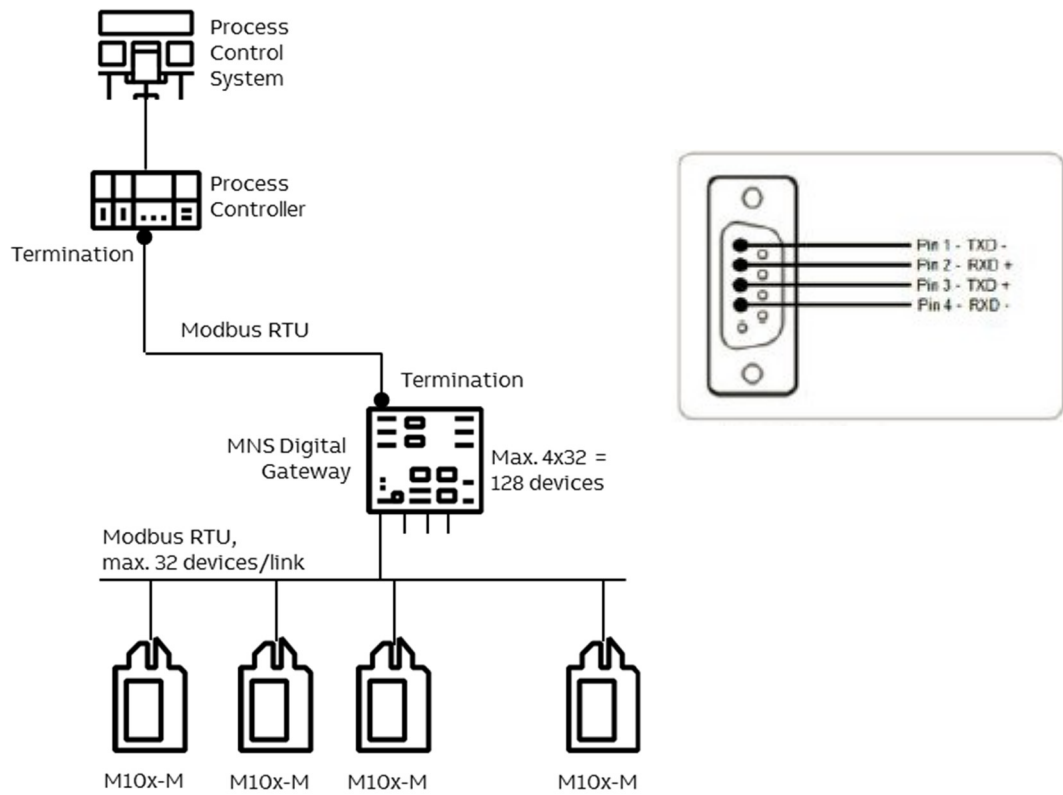 Process
Control
System
Process
Controller
Termination
Modbus RTU
Termination
MNS Digital
Gateway
Max. 4x32 =
128 devices
Modbus RTU,
max. 32 devices/link
M10x-M
M10x-M
M10x-M
M10x-M
Pin 1 - TXD -
Pin 2 - RXD +
Pin 3 - TXD +
Pin 4 - RXD -